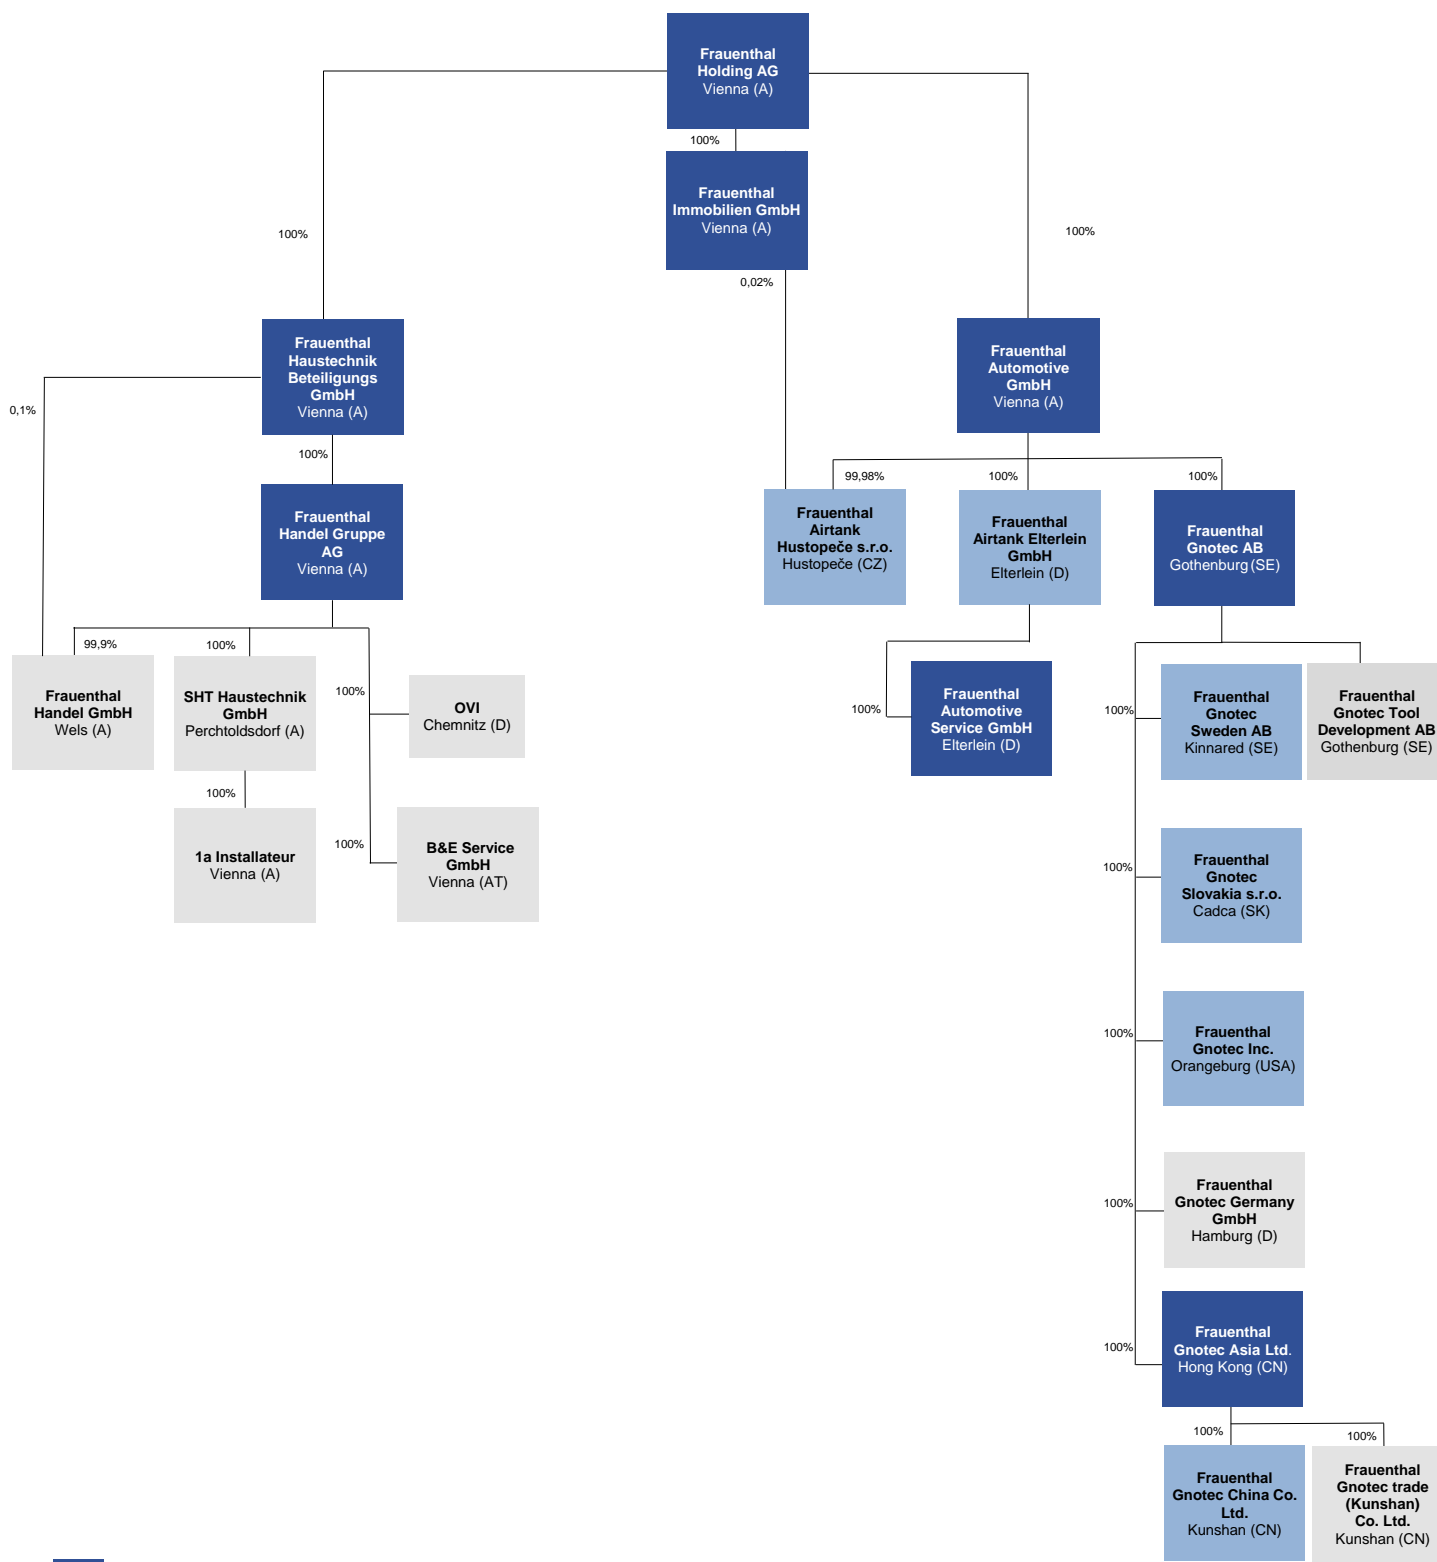 Frauenthal
Holding AG
Vienna (A)
100%
Frauenthal
Immobilien GmbH
Vienna (A)
100%
100%
0,02%
Frauenthal
Haustechnik
Beteiligungs
GmbH
Vienna (A)
Frauenthal
Automotive
GmbH
Vienna (A)
0,1%
100%
99,98%
100%
100%
Frauenthal
Handel Gruppe
AG
Vienna (A)
Frauenthal
Airtank
Hustopeče s.r.o.
Hustopeče (CZ)
Frauenthal
Airtank Elterlein
GmbH
Elterlein (D)
Frauenthal
Gnotec AB
Gothenburg (SE)
99,9%
100%
100%
Frauenthal
Handel GmbH
Wels (A)
SHT Haustechnik
GmbH
Perchtoldsdorf (A)
OVI
Chemnitz (D)
100%
Frauenthal
Automotive
Service GmbH
Elterlein (D)
100%
Frauenthal
Gnotec
Sweden AB
Kinnared (SE)
Frauenthal
Gnotec Tool
Development AB
Gothenburg (SE)
100%
1a Installateur
Vienna (A)
100%
B&E Service
GmbH
Vienna (AT)
100%
Frauenthal
Gnotec
Slovakia s.r.o.
Cadca (SK)
100%
Frauenthal
Gnotec Inc.
Orangeburg (USA)
100%
Frauenthal
Gnotec Germany
GmbH
Hamburg (D)
100%
Frauenthal
Gnotec Asia Ltd.
Hong Kong (CN)
100%
100%
Frauenthal
Gnotec China Co.
Ltd.
Kunshan (CN)
Frauenthal
Gnotec trade
(Kunshan)
Co. Ltd.
Kunshan (CN)